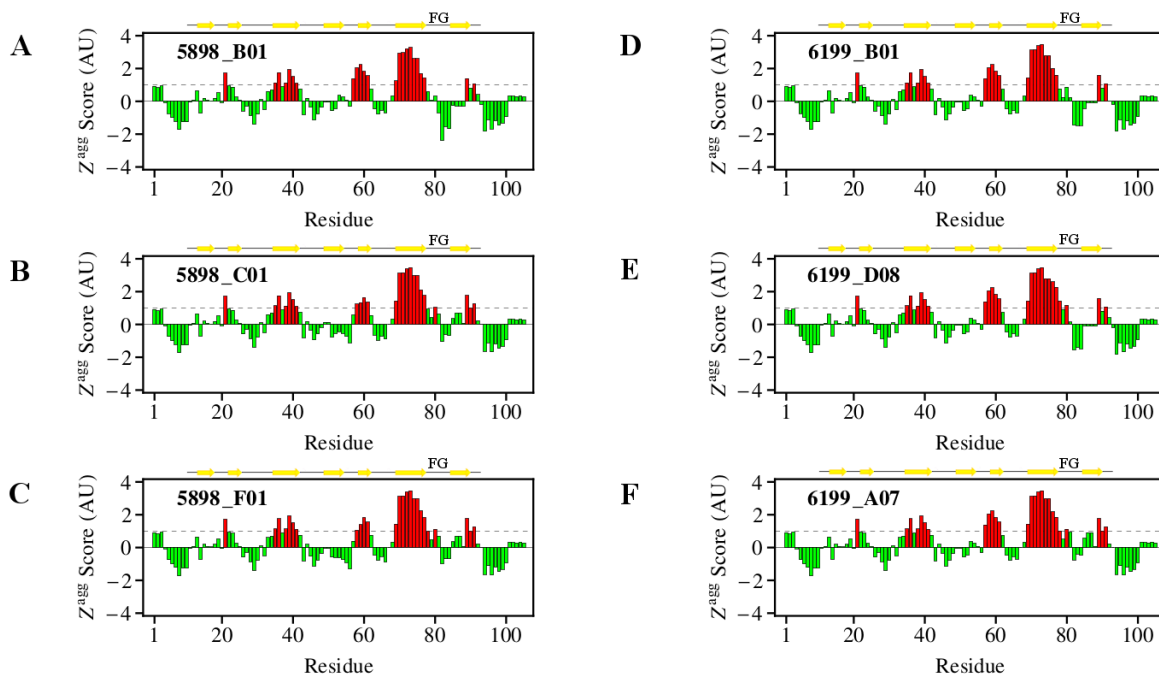 FG
A
5898_B01
4
2
0
−2
−4
Z^agg Score (AU)
1 20 40 60 80 100
Residue
FG
B
5898_C01
4
2
0
−2
−4
Z^agg Score (AU)
1 20 40 60 80 100
Residue
FG
C
5898_F01
4
2
0
−2
−4
Z^agg Score (AU)
1 20 40 60 80 100
Residue
FG
D
6199_B01
4
2
0
−2
−4
Z^agg Score (AU)
1 20 40 60 80 100
Residue
FG
E
6199_D08
4
2
0
−2
−4
Z^agg Score (AU)
1 20 40 60 80 100
Residue
FG
F
6199_A07
4
2
0
−2
−4
Z^agg Score (AU)
1 20 40 60 80 100
Residue